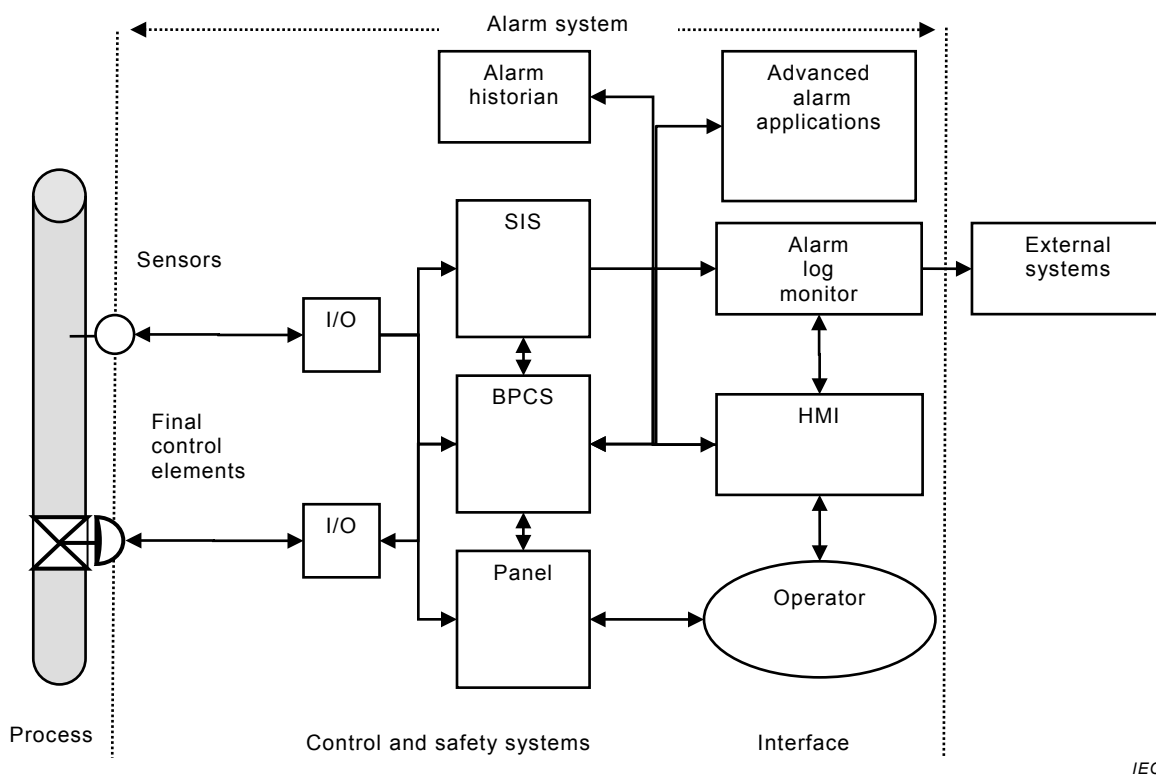 Alarm system
Alarm
historian
Advanced
alarm
applications
SIS
Alarm
log
monitor
External
systems
Sensors
I/O
BPCS
HMI
Final
control
elements
I/O
Panel
Operator
Process
Control and safety systems
Interface
IEC